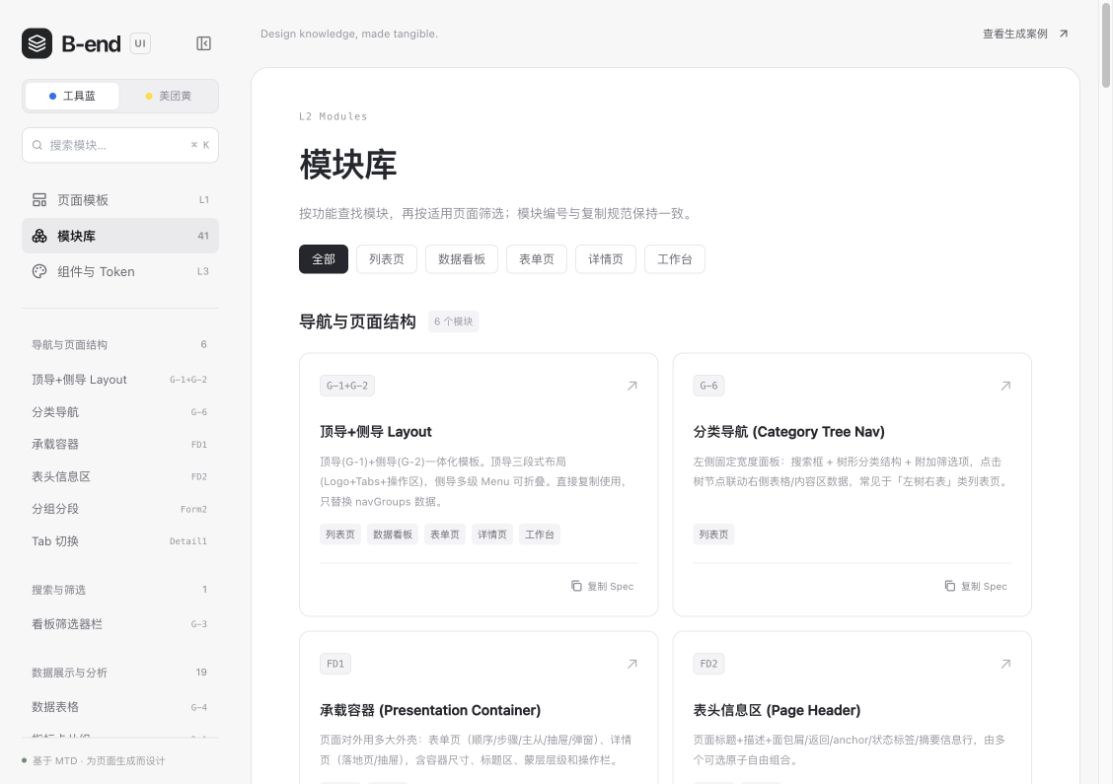 B-end UI
工具蓝 美团黄
搜索模块... ⌘ K
页面模板 L1
模块库 41
组件与 Token L3
导航与页面结构 6
顶导+侧导 Layout G-1+G-2
分类导航 G-6
承载容器 FD1
表头信息区 FD2
分组分段 Form2
Tab 切换 Detail1
搜索与筛选 1
看板筛选器栏 G-3
数据展示与分析 19
数据表格 G-4
基于 MTD · 为页面生成而设计
Design knowledge, made tangible.
查看生成案例
L2 Modules
模块库
按功能查找模块，再按适用页面筛选；模块编号与复制规范保持一致。
全部 列表页 数据看板 表单页 详情页 工作台
导航与页面结构 6 个模块
G-1+G-2
顶导+侧导 Layout
顶导(G-1)+侧导(G-2)一体化模板。顶导三段式布局
(Logo+Tabs+操作区)，侧导多级 Menu 可折叠。直接复制使用，
只替换 navGroups 数据。
列表页 数据看板 表单页 详情页 工作台
复制 Spec
G-6
分类导航 (Category Tree Nav)
左侧固定宽度面板：搜索框 + 树形分类结构 + 附加筛选项，点击
树节点联动右侧表格/内容区数据，常见于「左树右表」类列表页。
列表页
复制 Spec
FD1
承载容器 (Presentation Container)
页面对外用多大外壳：表单页（顺序/步骤/主从/抽屉/弹窗）、详情
页（落地页/抽屉），含容器尺寸、标题区、蒙层层级和操作栏。
FD2
表头信息区 (Page Header)
页面标题+描述+面包屑/返回/anchor/状态标签/摘要信息行，由多
个可选原子自由组合。